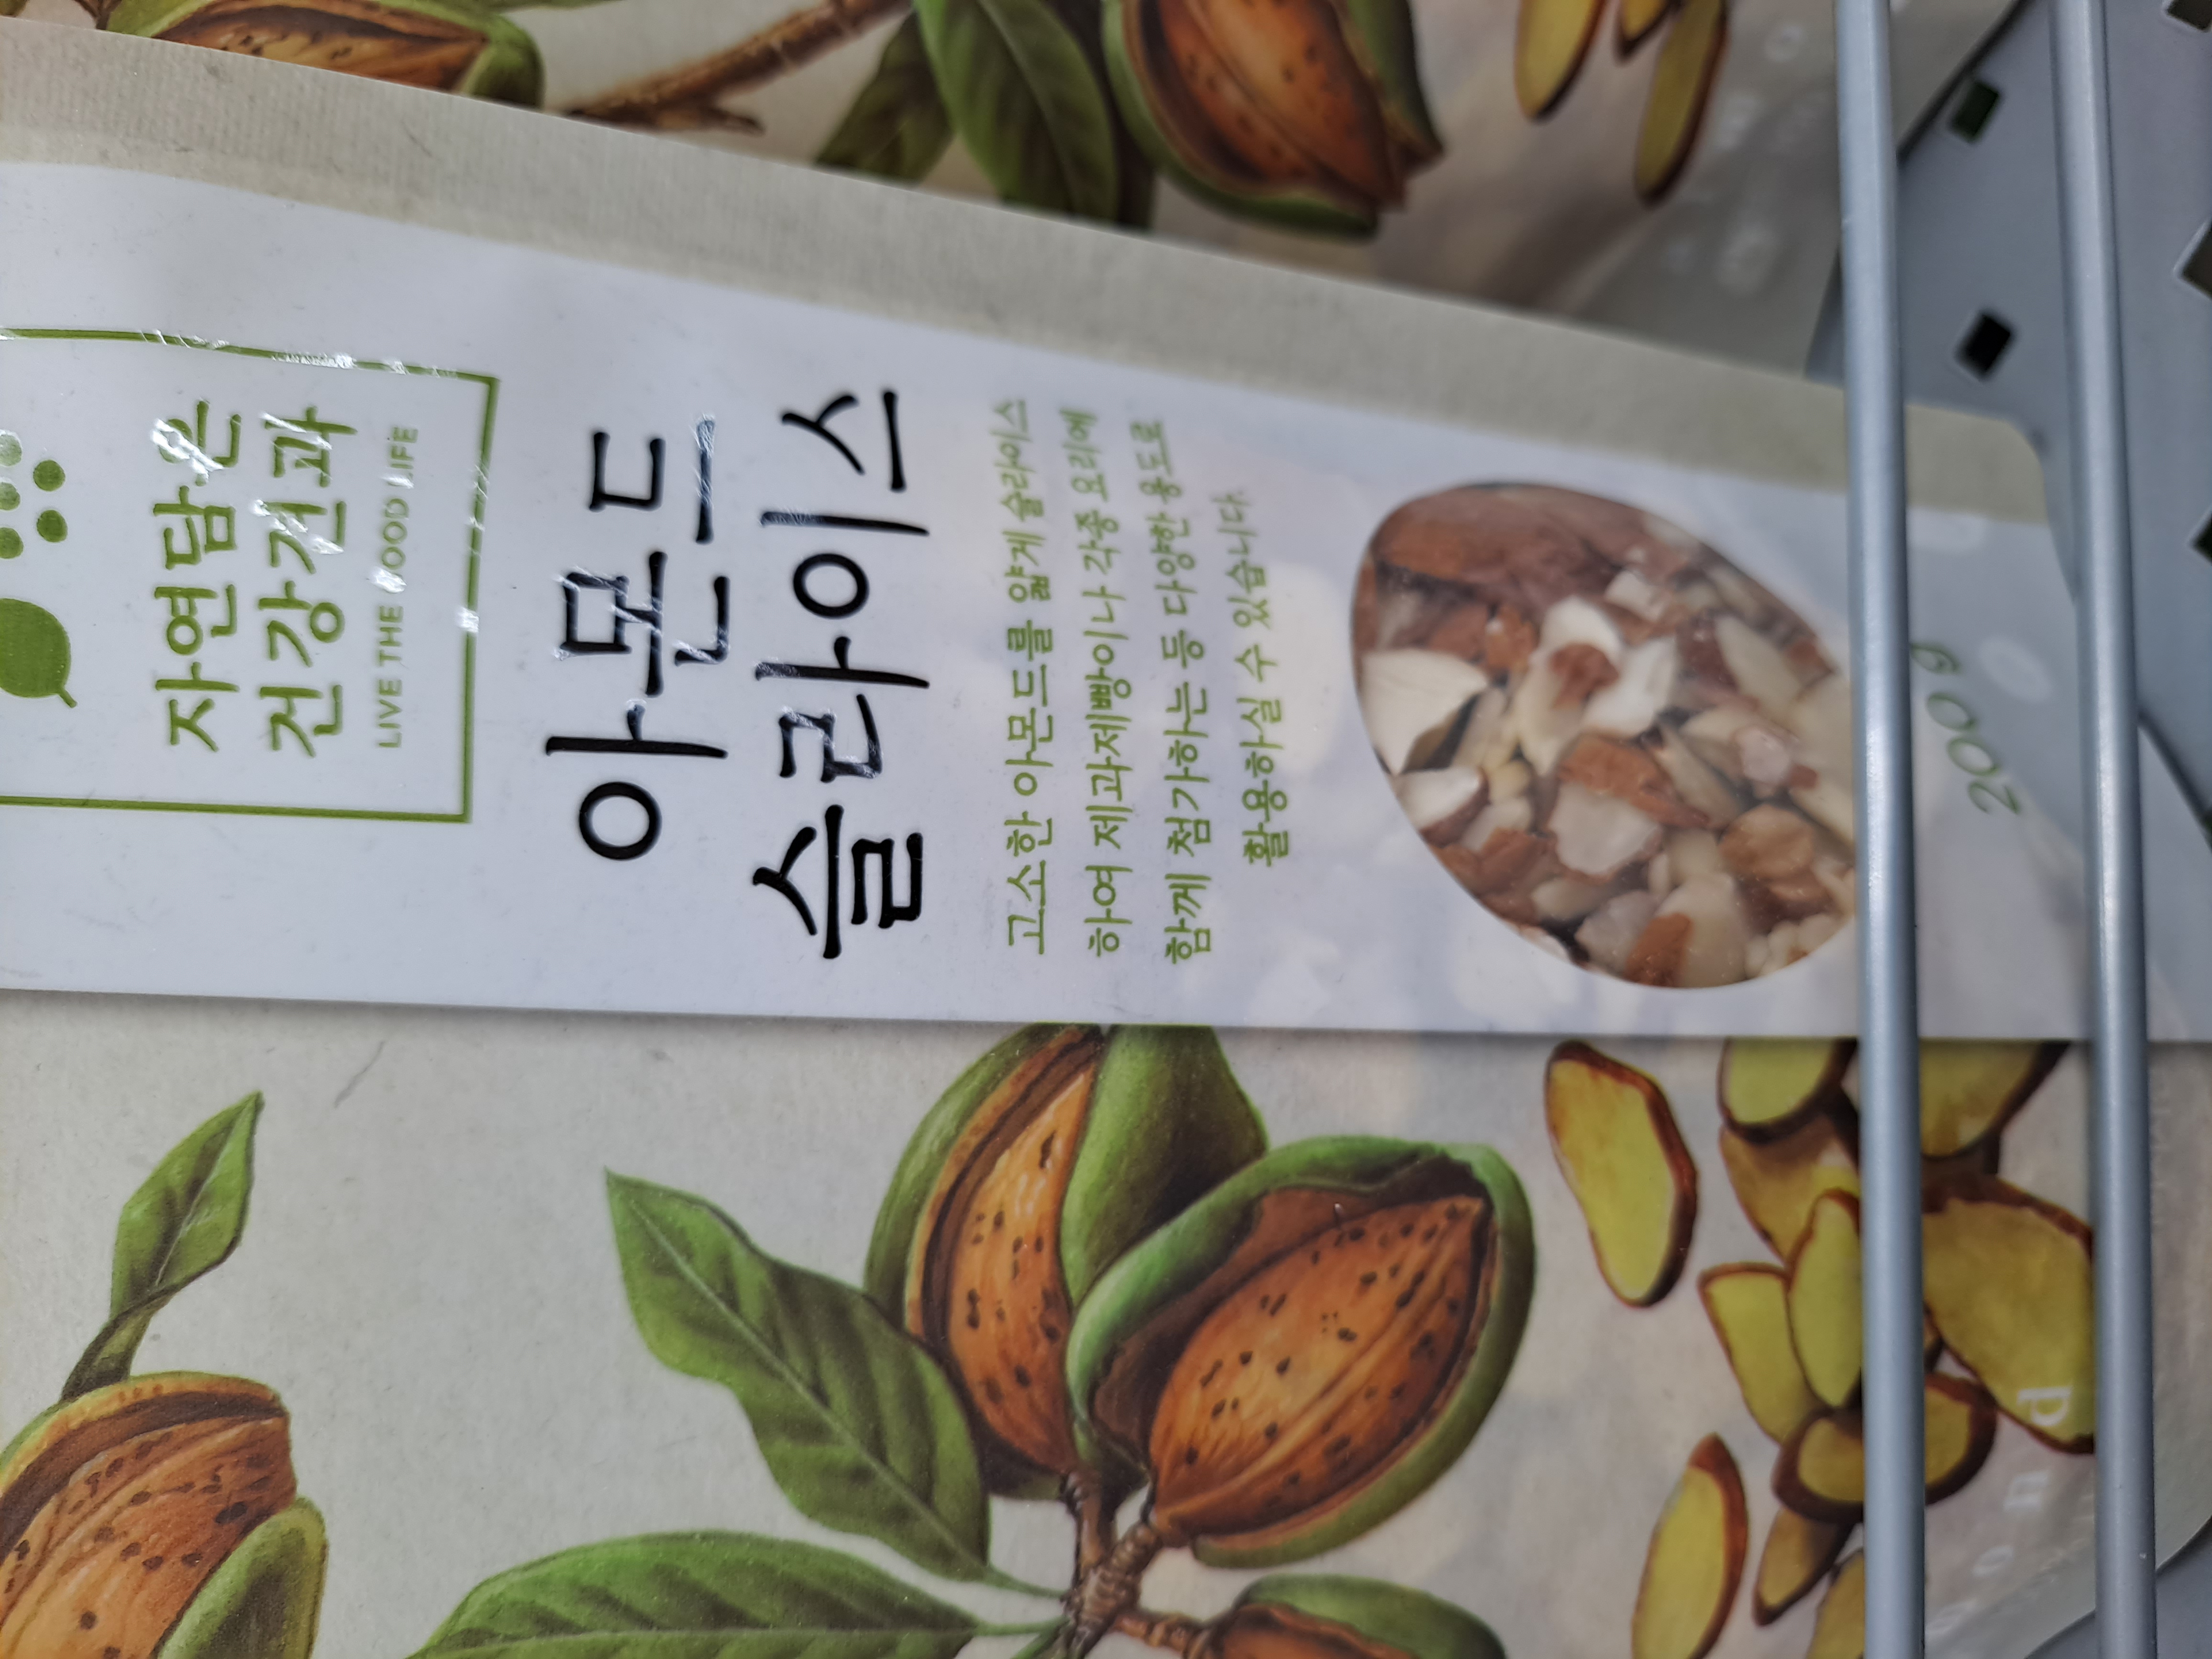 자연담은
건강견과
LIVE THE FOOD LIFE
아몬드
슬라이스
고소한 아몬드를 얇게 슬라이스
하여 제과제빵이나 각종 요리에
함께 첨가하는 등 다양한 용도로
활용하실 수 있습니다.
200g
ond